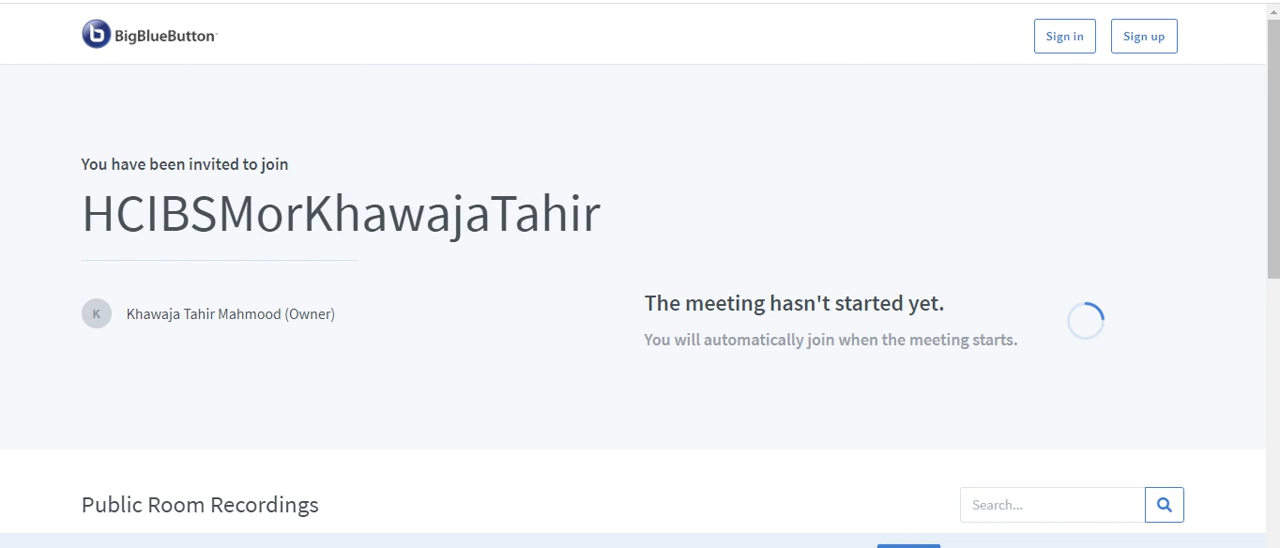 BigBlueButton
Sign in
Sign up
You have been invited to join
HCIBSMorKhawajaTahir
K
Khawaja Tahir Mahmood (Owner)
The meeting hasn't started yet.
You will automatically join when the meeting starts.
Public Room Recordings
Search...